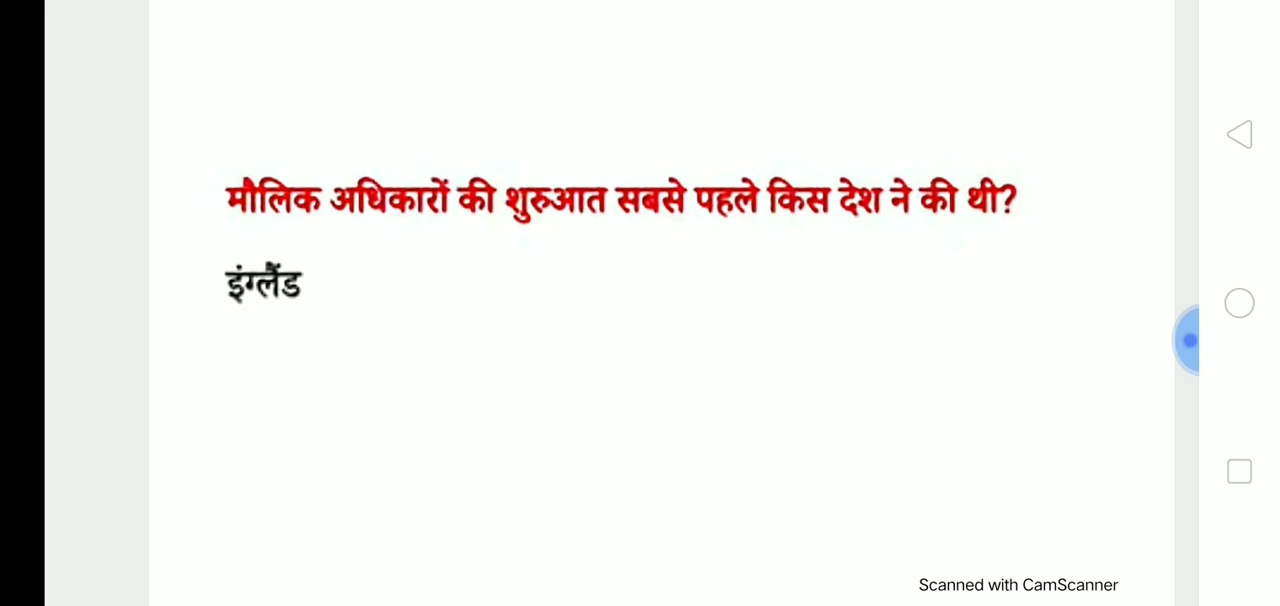 मौलिक अधिकारों की शुरुआत सबसे पहले किस देश ने की थी?
इंग्लैंड
Scanned with CamScanner